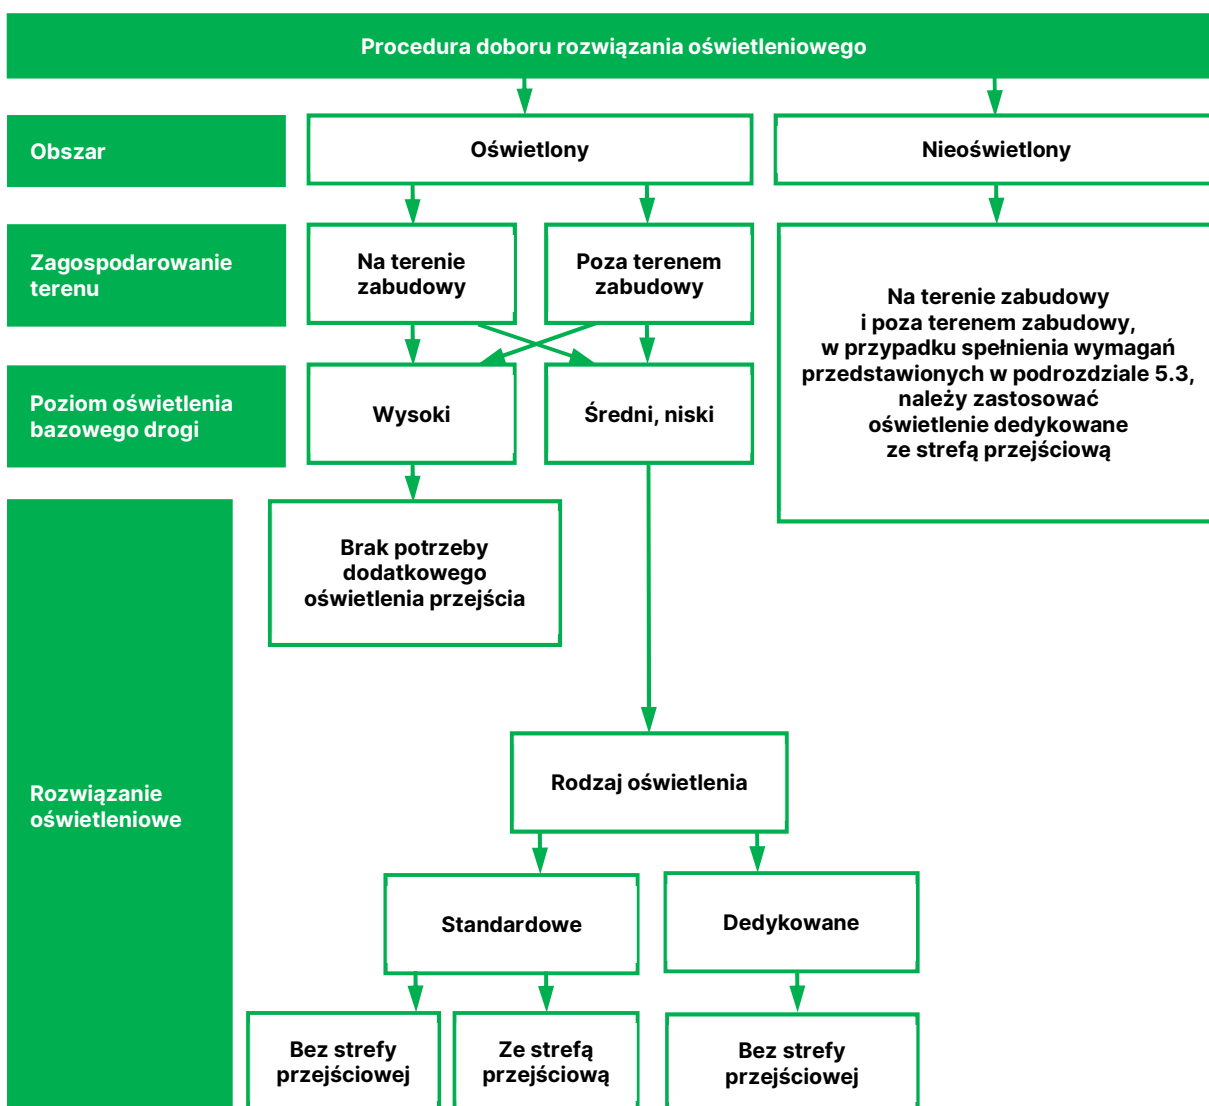 Procedura doboru rozwiązania oświetleniowego
Obszar
Oświetlony
Nieoświetlony
Zagospodarowanie
terenu
Na terenie
zabudowy
Poza terenem
zabudowy
Na terenie zabudowy
i poza terenem zabudowy,
w przypadku spełnienia wymagań
przedstawionych w podrozdziale 5.3,
należy zastosować
oświetlenie dedykowane
ze strefą przejściową
Poziom oświetlenia
bazowego drogi
Wysoki
Średni, niski
Rozwiązanie
oświetleniowe
Brak potrzeby
dodatkowego
oświetlenia przejścia
Rodzaj oświetlenia
Standardowe
Dedykowane
Bez strefy
przejściowej
Ze strefą
przejściową
Bez strefy
przejściowej